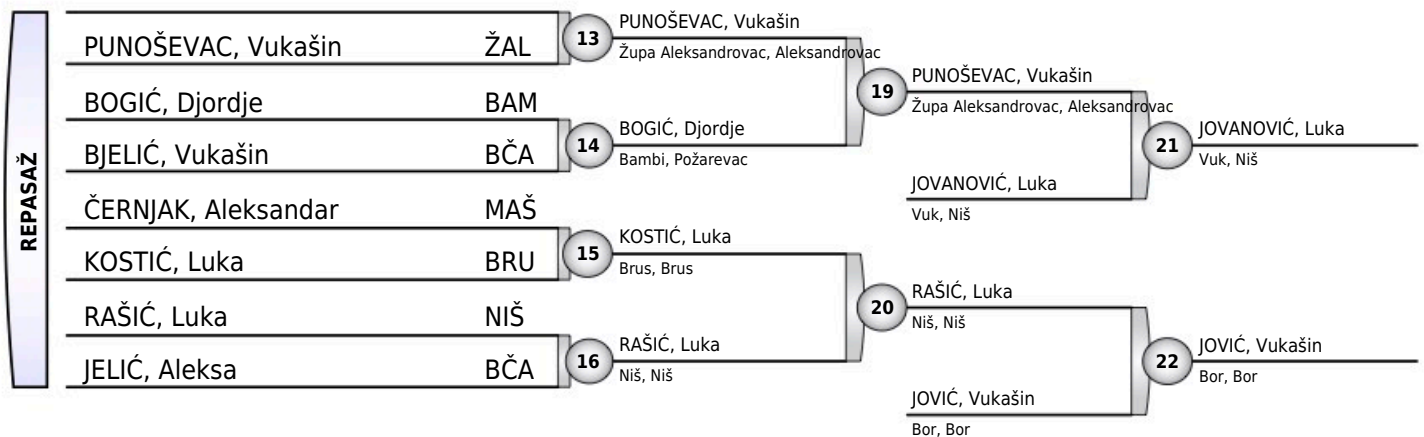 REPASAŽ
PUNOŠEVAC, Vukašin ŽAL
BOGIĆ, Djordje BAM
BJELIĆ, Vukašin BČA
ČERNJAK, Aleksandar MAŠ
KOSTIĆ, Luka BRU
RAŠIĆ, Luka NIŠ
JELIĆ, Aleksa BČA
13
PUNOŠEVAC, Vukašin
Župa Aleksandrovac, Aleksandrovac
14
BOGIĆ, Djordje
Bambi, Požarevac
15
KOSTIĆ, Luka
Brus, Brus
16
RAŠIĆ, Luka
Niš, Niš
19
PUNOŠEVAC, Vukašin
Župa Aleksandrovac, Aleksandrovac
JOVANOVIĆ, Luka
Vuk, Niš
20
RAŠIĆ, Luka
Niš, Niš
JOVIĆ, Vukašin
Bor, Bor
21
JOVANOVIĆ, Luka
Vuk, Niš
22
JOVIĆ, Vukašin
Bor, Bor